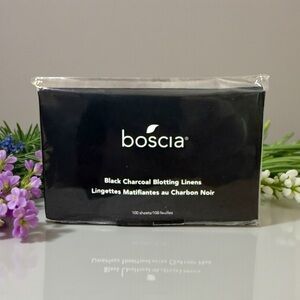 boscia®
Black Charcoal Blotting Linens
Lingettes Matifiantes au Charbon Noir
100 sheets/100 feuilles